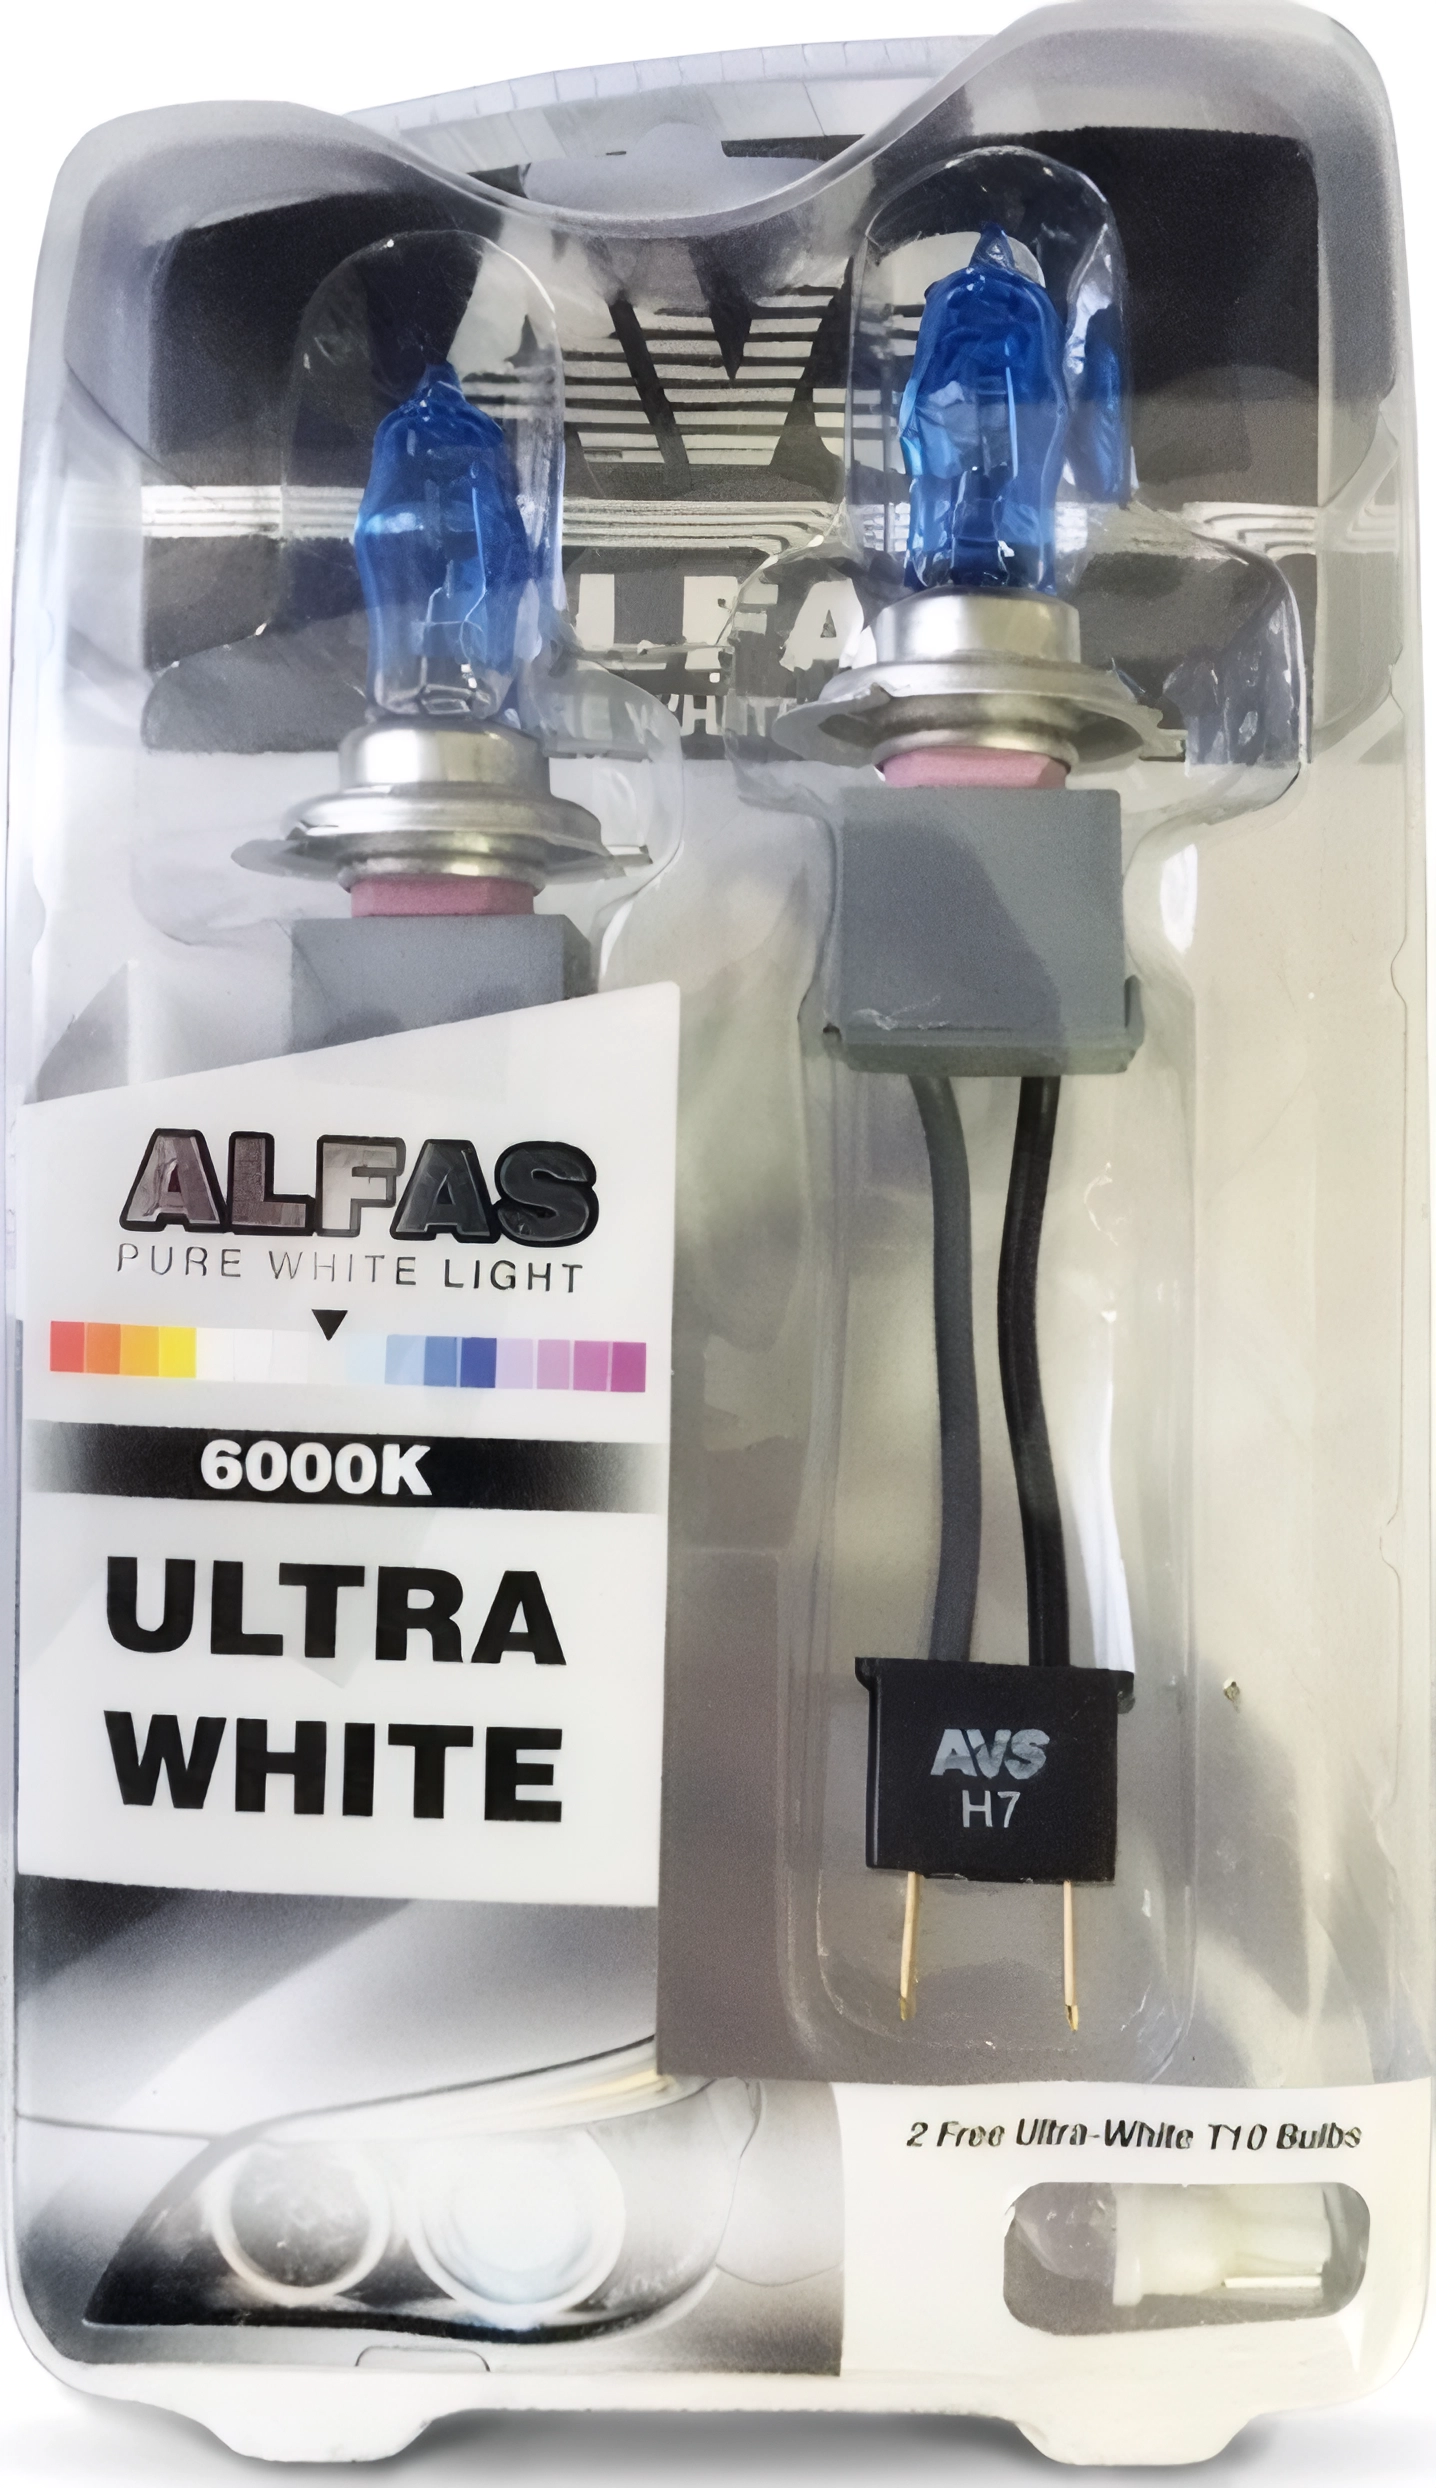 ALFAS
PURE WHITE LIGHT
6000K
ULTRA
WHITE
AVS
H7
2 Free Ultra-White T10 Bulbs